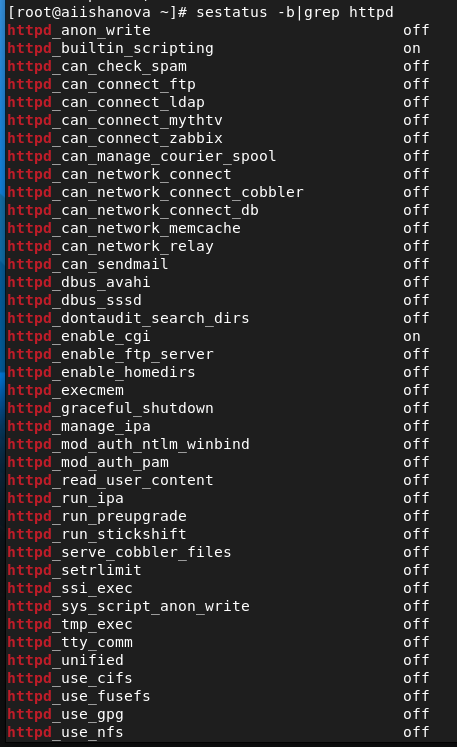 [root@aiishanova ~]# sestatus -b|grep httpd
httpd_anon_write off
httpd_builtin_scripting on
httpd_can_check_spam off
httpd_can_connect_ftp off
httpd_can_connect_ldap off
httpd_can_connect_mythtv off
httpd_can_connect_zabbix off
httpd_can_manage_courier_spool off
httpd_can_network_connect off
httpd_can_network_connect_cobbler off
httpd_can_network_connect_db off
httpd_can_network_memcache off
httpd_can_network_relay off
httpd_can_sendmail off
httpd_dbus_avahi off
httpd_dbus_sssd off
httpd_dontaudit_search_dirs off
httpd_enable_cgi on
httpd_enable_ftp_server off
httpd_enable_homedirs off
httpd_execmem off
httpd_graceful_shutdown off
httpd_manage_ipa off
httpd_mod_auth_ntlm_winbind off
httpd_mod_auth_pam off
httpd_read_user_content off
httpd_run_ipa off
httpd_run_preupgrade off
httpd_run_stickshift off
httpd_serve_cobbler_files off
httpd_setrlimit off
httpd_ssi_exec off
httpd_sys_script_anon_write off
httpd_tmp_exec off
httpd_tty_comm off
httpd_unified off
httpd_use_cifs off
httpd_use_fusefs off
httpd_use_gpg off
httpd_use_nfs off